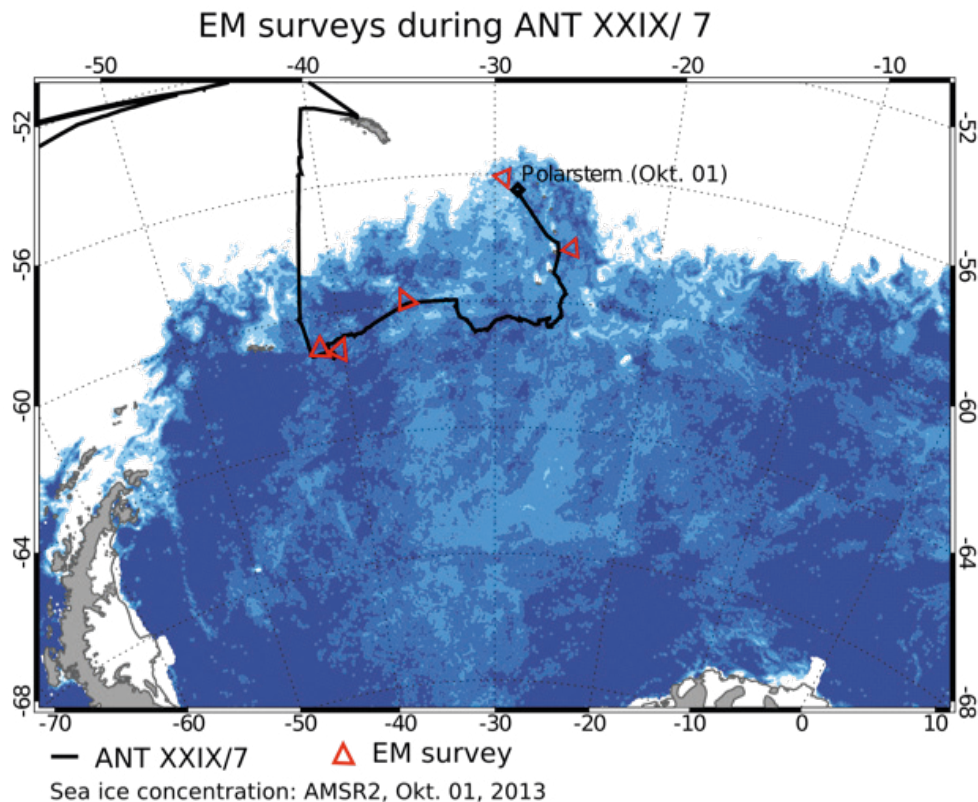 EM surveys during ANT XXIX/ 7
-50 -40 -30 -20 -10
-52 -52
Polarstern (Okt. 01)
-56 -56
-60 -60
-64 -64
-68 -68
-70 -60 -50 -40 -30 -20 -10 0 10
ANT XXIX/7 EM survey
Sea ice concentration: AMSR2, Okt. 01, 2013